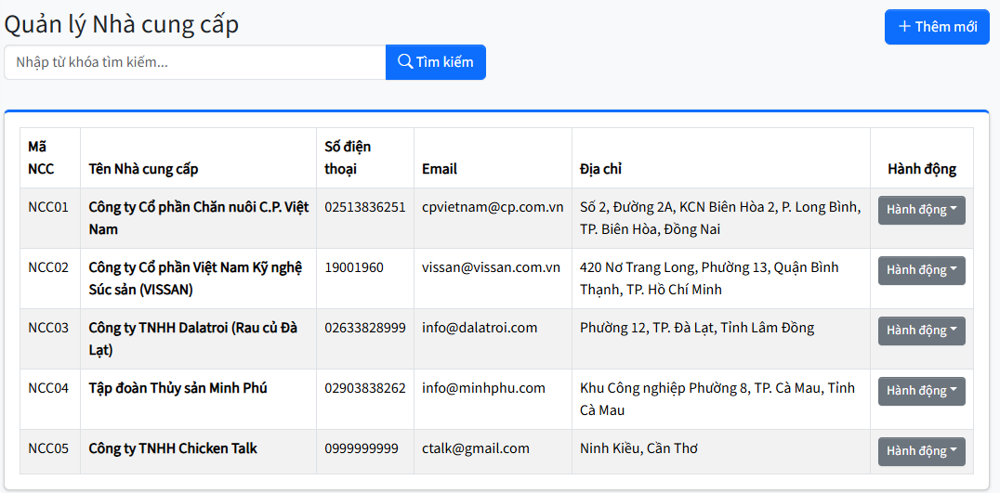 Quản lý Nhà cung cấp
Thêm mới
Nhập từ khóa tìm kiếm...
Tìm kiếm
Mã NCC
Tên Nhà cung cấp
Số điện thoại
Email
Địa chỉ
Hành động
NCC01
Công ty Cổ phần Chăn nuôi C.P. Việt
Nam
02513836251
cpvietnam@cp.com.vn
Số 2, Đường 2A, KCN Biên Hòa 2, P. Long Bình,
TP. Biên Hòa, Đồng Nai
Hành động
NCC02
Công ty Cổ phần Việt Nam Kỹ nghệ
Súc sản (VISSAN)
19001960
vissan@vissan.com.vn
420 Nơ Trang Long, Phường 13, Quận Bình
Thạnh, TP. Hồ Chí Minh
Hành động
NCC03
Công ty TNHH Dalatroi (Rau củ Đà
Lạt)
02633828999
info@dalatroi.com
Phường 12, TP. Đà Lạt, Tỉnh Lâm Đồng
Hành động
NCC04
Tập đoàn Thủy sản Minh Phú
02903838262
info@minhphu.com
Khu Công nghiệp Phường 8, TP. Cà Mau, Tỉnh
Cà Mau
Hành động
NCC05
Công ty TNHH Chicken Talk
0999999999
ctalk@gmail.com
Ninh Kiều, Cần Thơ
Hành động